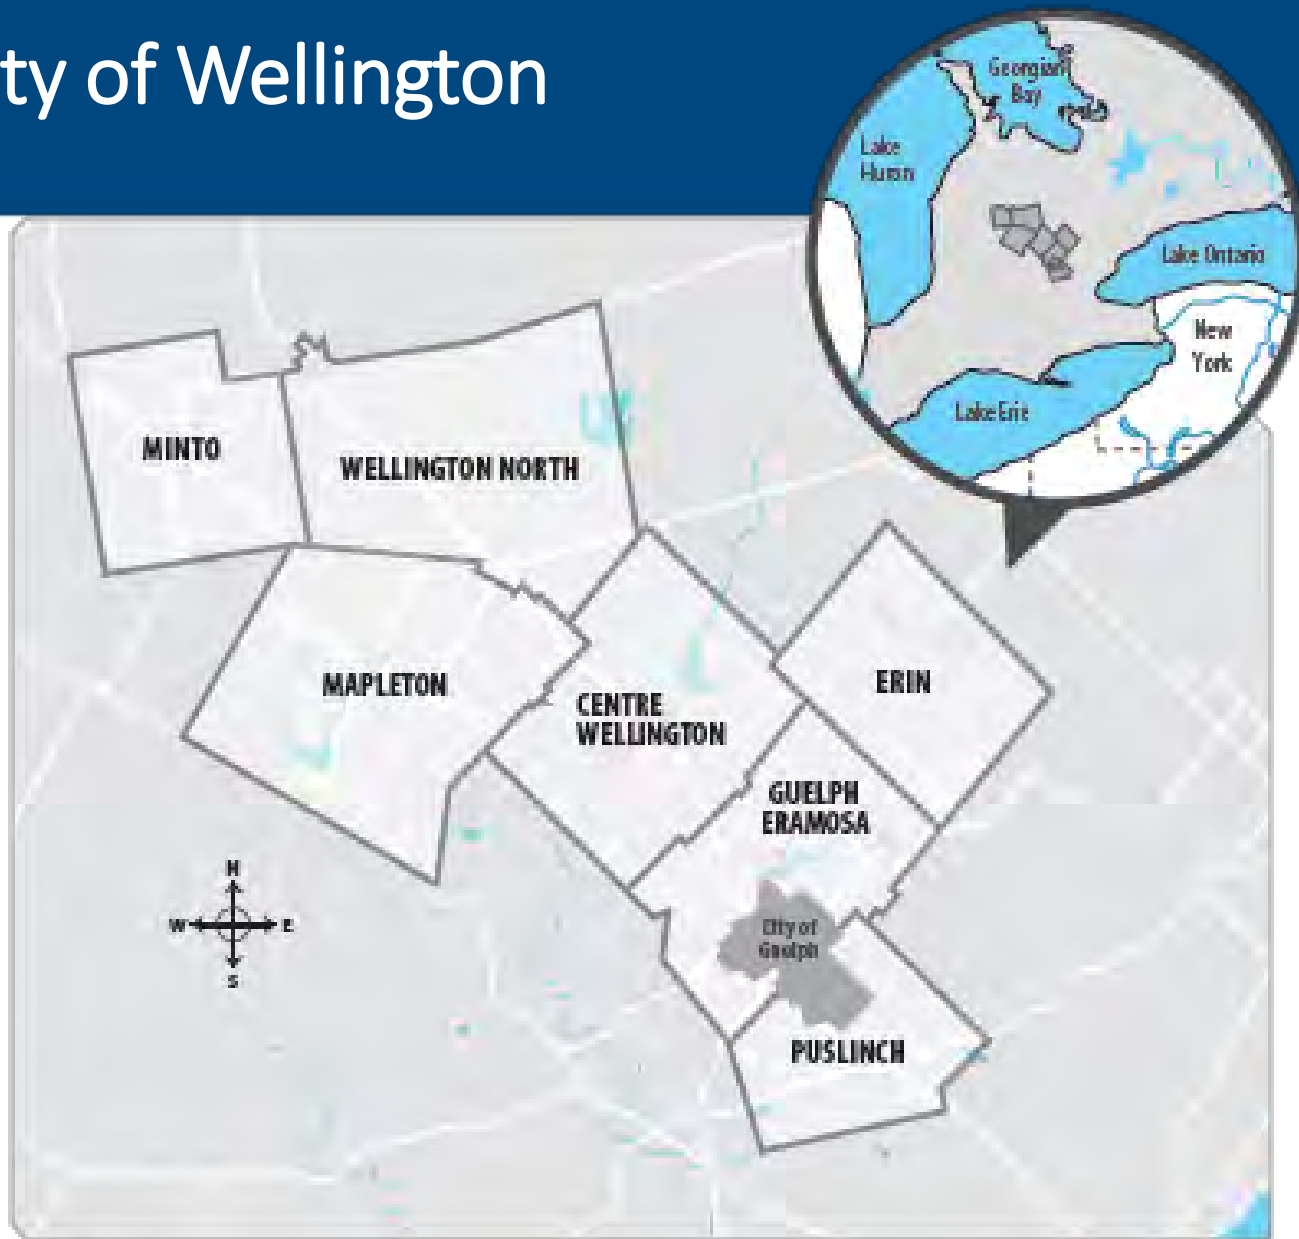 ty of Wellington
Georgian
Bay
Lake
Huron
Lake Ontario
New
York
Lake Erie
MINTO
WELLINGTON NORTH
MAPLETON
CENTRE
WELLINGTON
ERIN
GUELPH
ERAMOSA
City of
Guelph
PUSLINCH
N
W E
S